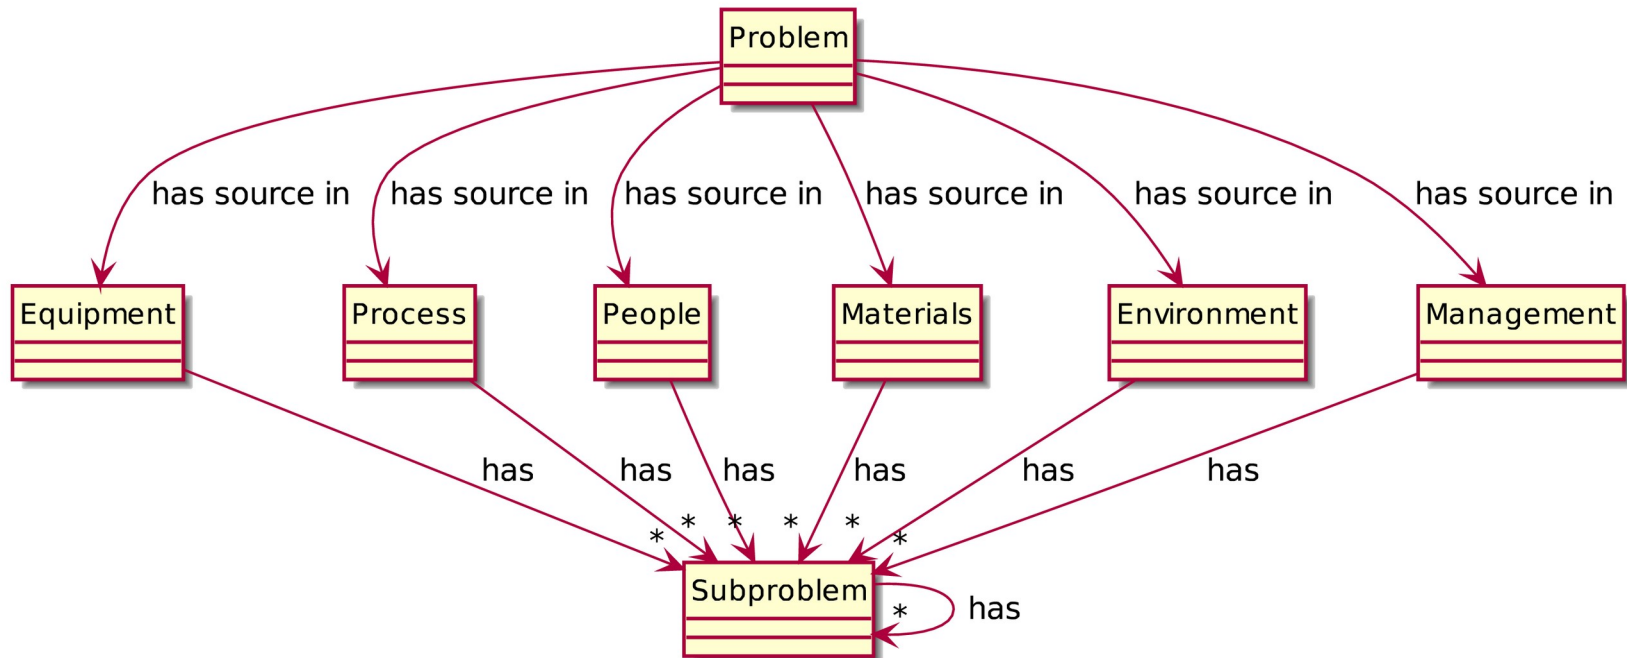 Problem
has source in
has source in
has source in
has source in
has source in
has source in
Equipment
Process
People
Materials
Environment
Management
has
has
has
has
has
has
*
*
*
*
*
*
Subproblem
*
has